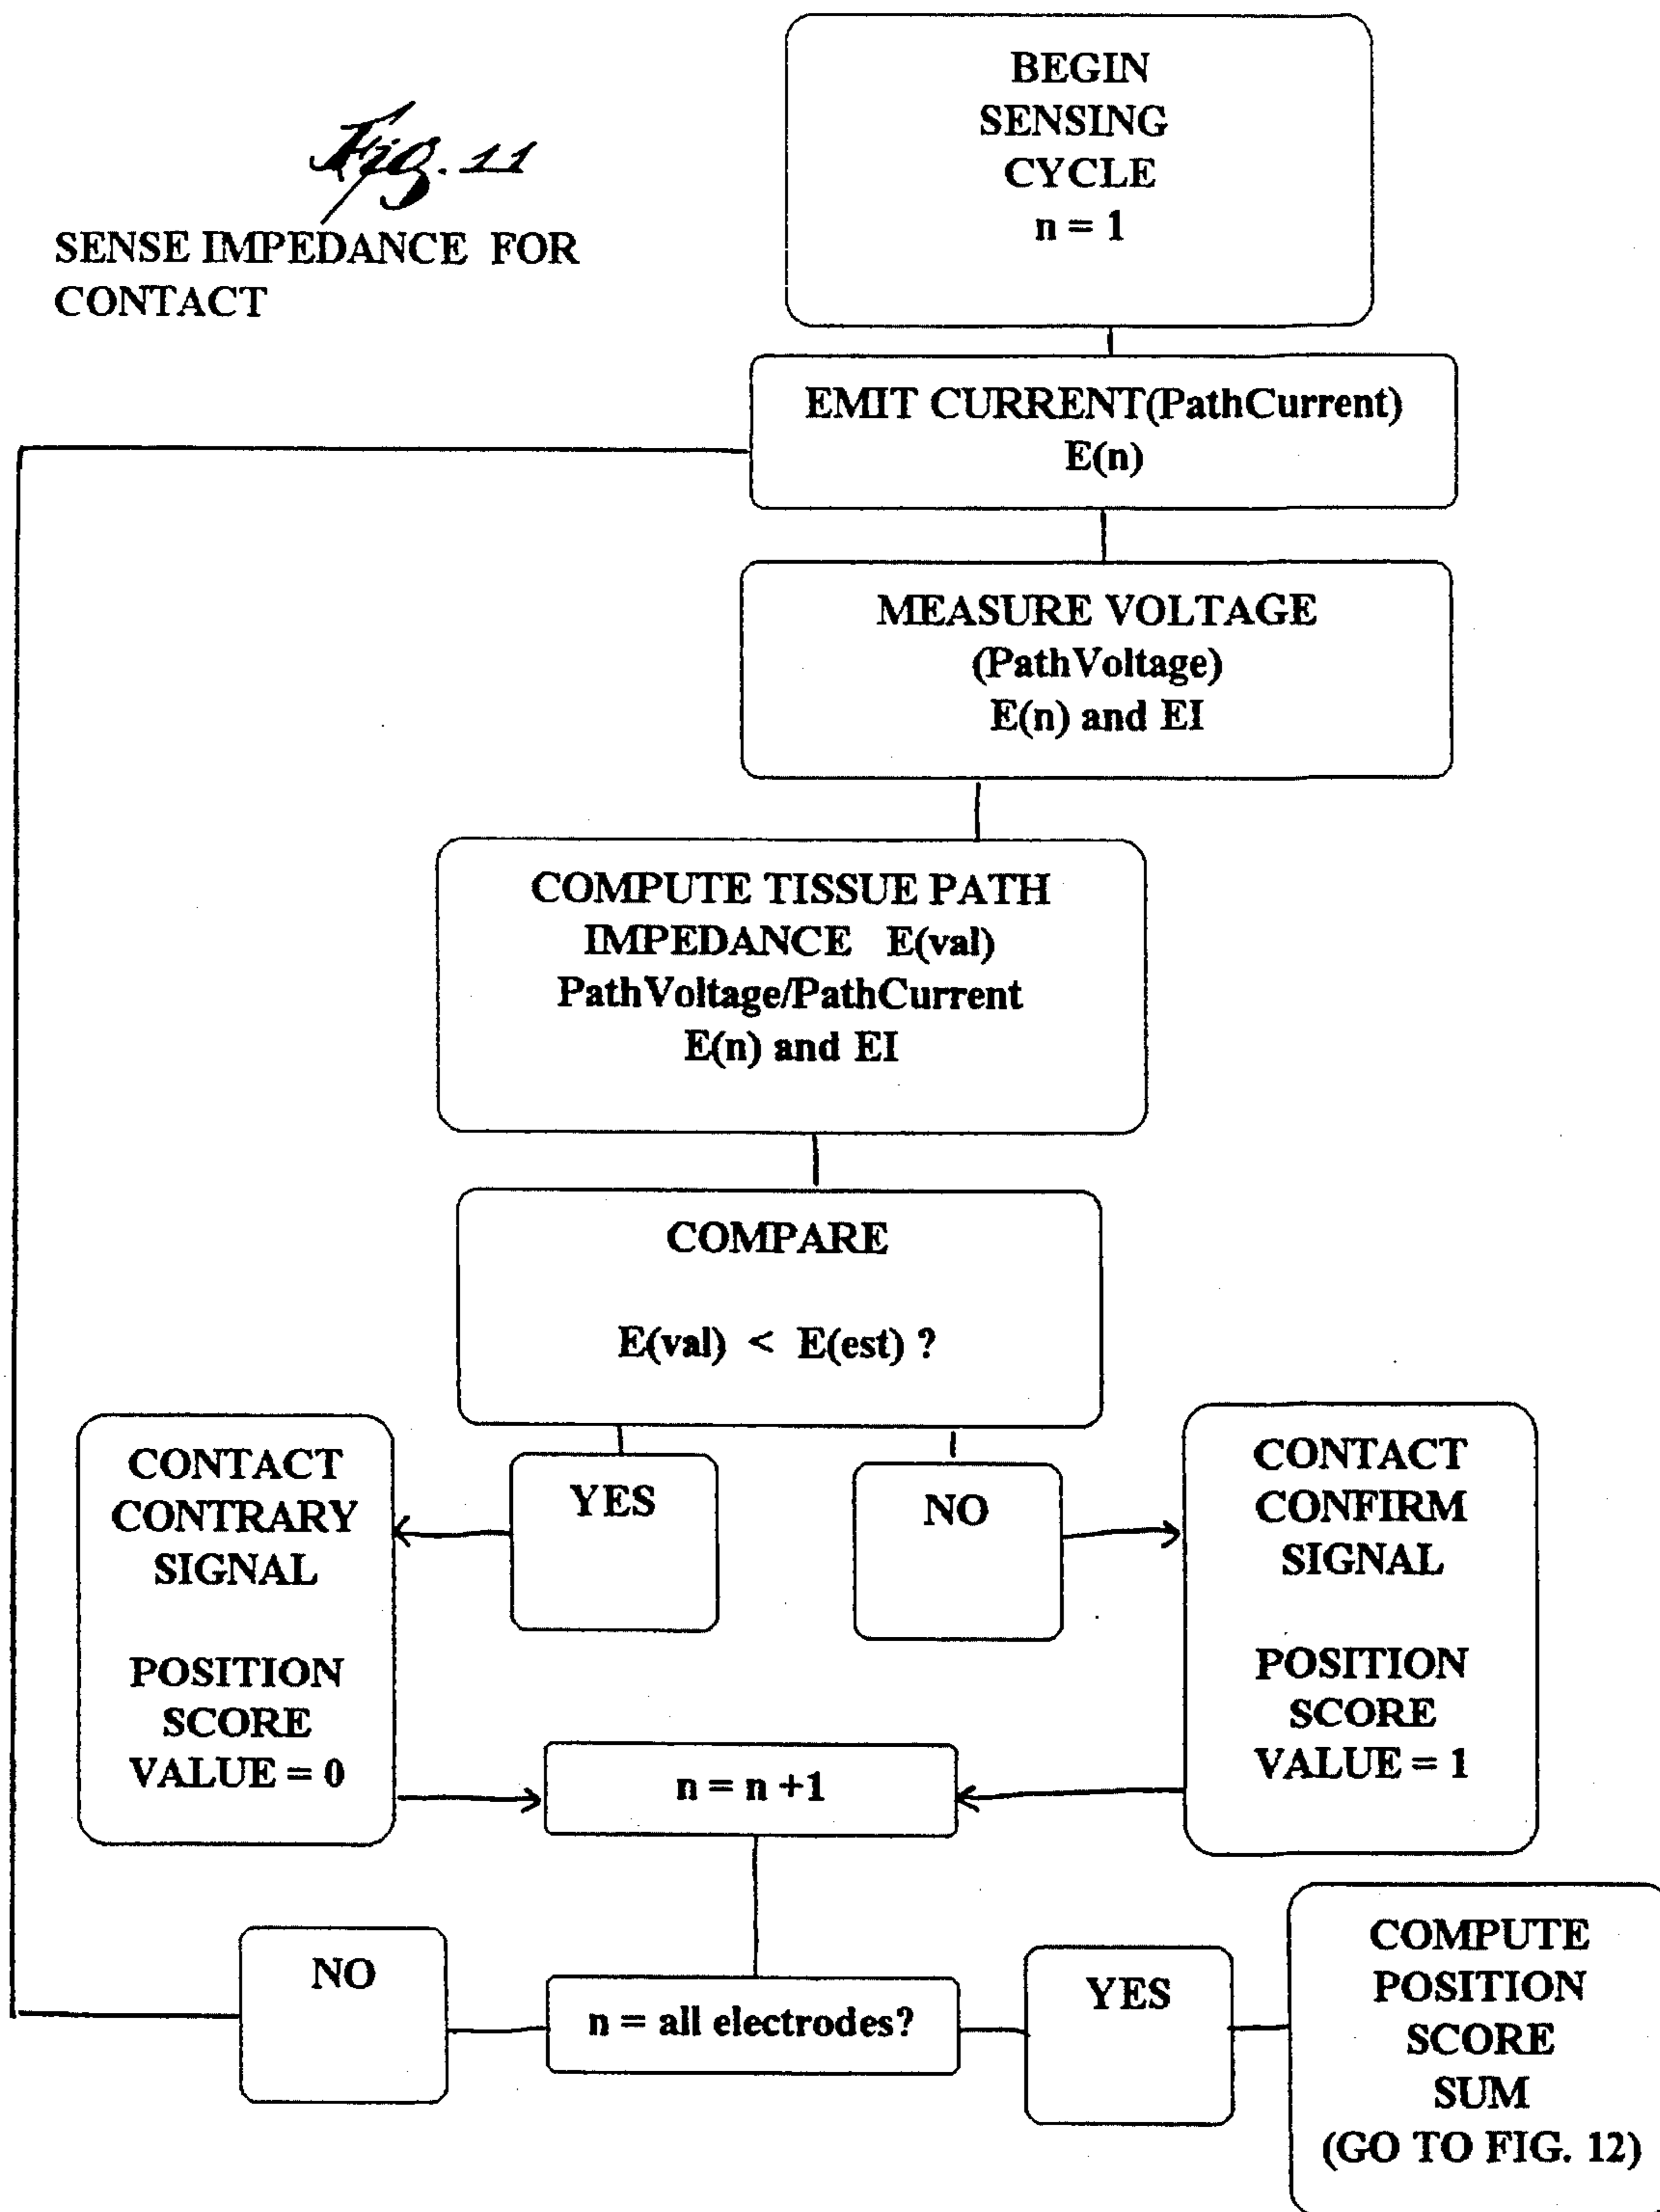 Fig. 11
SENSE IMPEDANCE FOR
CONTACT
BEGIN
SENSING
CYCLE
n = 1
EMIT CURRENT(PathCurrent)
E(n)
MEASURE VOLTAGE
(PathVoltage)
E(n) and EI
COMPUTE TISSUE PATH
IMPEDANCE E(val)
PathVoltage/PathCurrent
E(n) and EI
COMPARE
E(val) < E(est) ?
YES
NO
CONTACT
CONTRARY
SIGNAL
POSITION
SCORE
VALUE = 0
CONTACT
CONFIRM
SIGNAL
POSITION
SCORE
VALUE = 1
n = n +1
NO
n = all electrodes?
YES
COMPUTE
POSITION
SCORE
SUM
(GO TO FIG. 12)